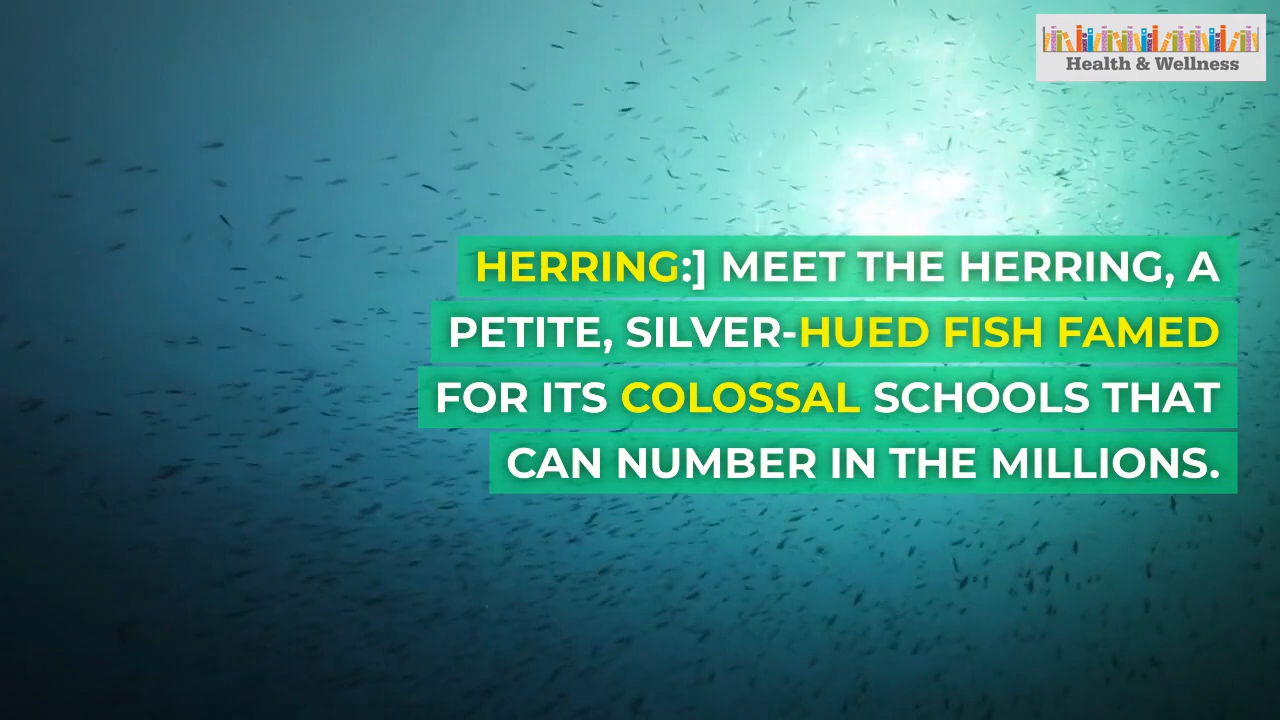 Health & Wellness
HERRING:] MEET THE HERRING, A
PETITE, SILVER-HUED FISH FAMED
FOR ITS COLOSSAL SCHOOLS THAT
CAN NUMBER IN THE MILLIONS.